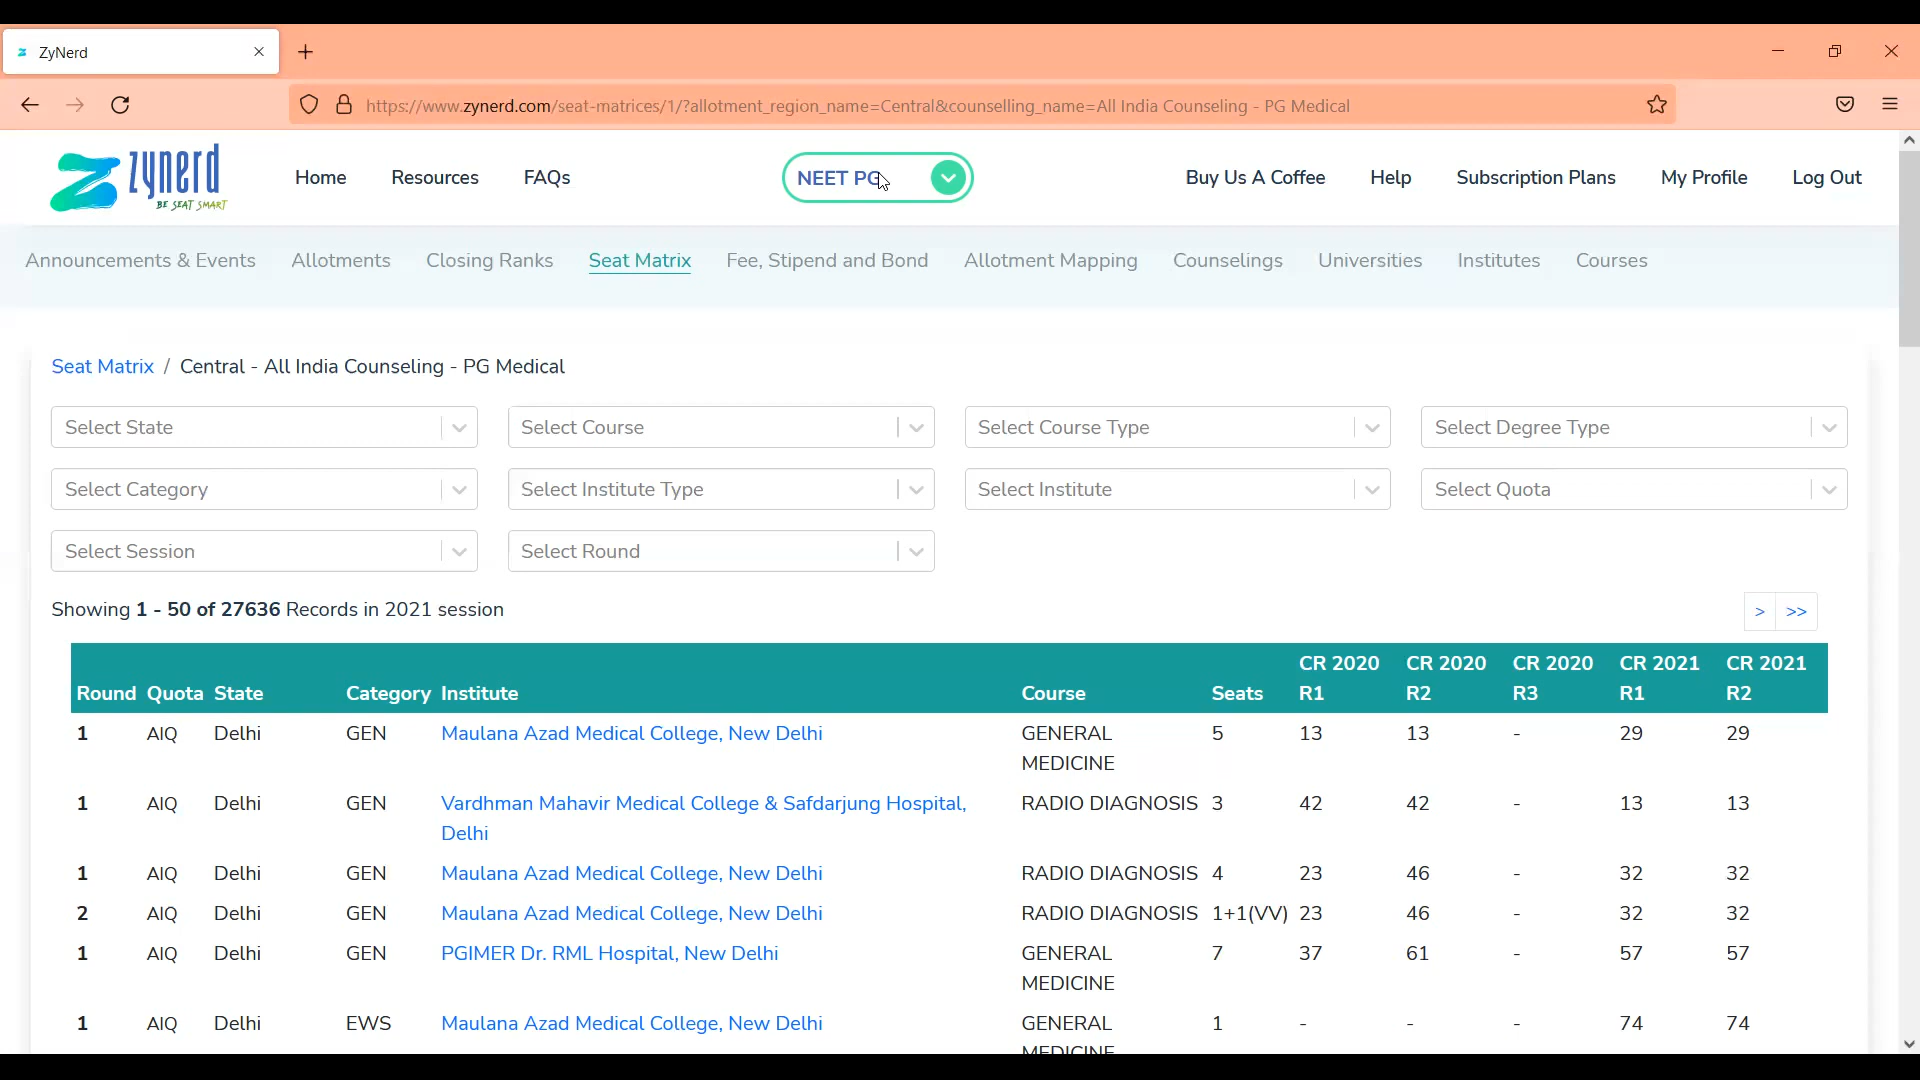 ZyNerd
https://www.zynerd.com/seat-matrices/1/?allotment_region_name=Central&counselling_name=All India Counseling - PG Medical
zynerd
BE SEAT SMART
Home Resources FAQs NEET PG Buy Us A Coffee Help Subscription Plans My Profile Log Out
Announcements & Events Allotments Closing Ranks Seat Matrix Fee, Stipend and Bond Allotment Mapping Counselings Universities Institutes Courses
Seat Matrix / Central - All India Counseling - PG Medical
Select State Select Course Select Course Type Select Degree Type
Select Category Select Institute Type Select Institute Select Quota
Select Session Select Round
Showing 1 - 50 of 27636 Records in 2021 session > >>
CR 2020 CR 2020 CR 2020 CR 2021 CR 2021
Round Quota State Category Institute Course Seats R1 R2 R3 R1 R2
1 AIQ Delhi GEN Maulana Azad Medical College, New Delhi GENERAL 5 13 13 - 29 29
MEDICINE
1 AIQ Delhi GEN Vardhman Mahavir Medical College & Safdarjung Hospital, RADIO DIAGNOSIS 3 42 42 - 13 13
Delhi
1 AIQ Delhi GEN Maulana Azad Medical College, New Delhi RADIO DIAGNOSIS 4 23 46 - 32 32
2 AIQ Delhi GEN Maulana Azad Medical College, New Delhi RADIO DIAGNOSIS 1+1(VV) 23 46 - 32 32
1 AIQ Delhi GEN PGIMER Dr. RML Hospital, New Delhi GENERAL 7 37 61 - 57 57
MEDICINE
1 AIQ Delhi EWS Maulana Azad Medical College, New Delhi GENERAL 1 - - - 74 74
MEDICINE